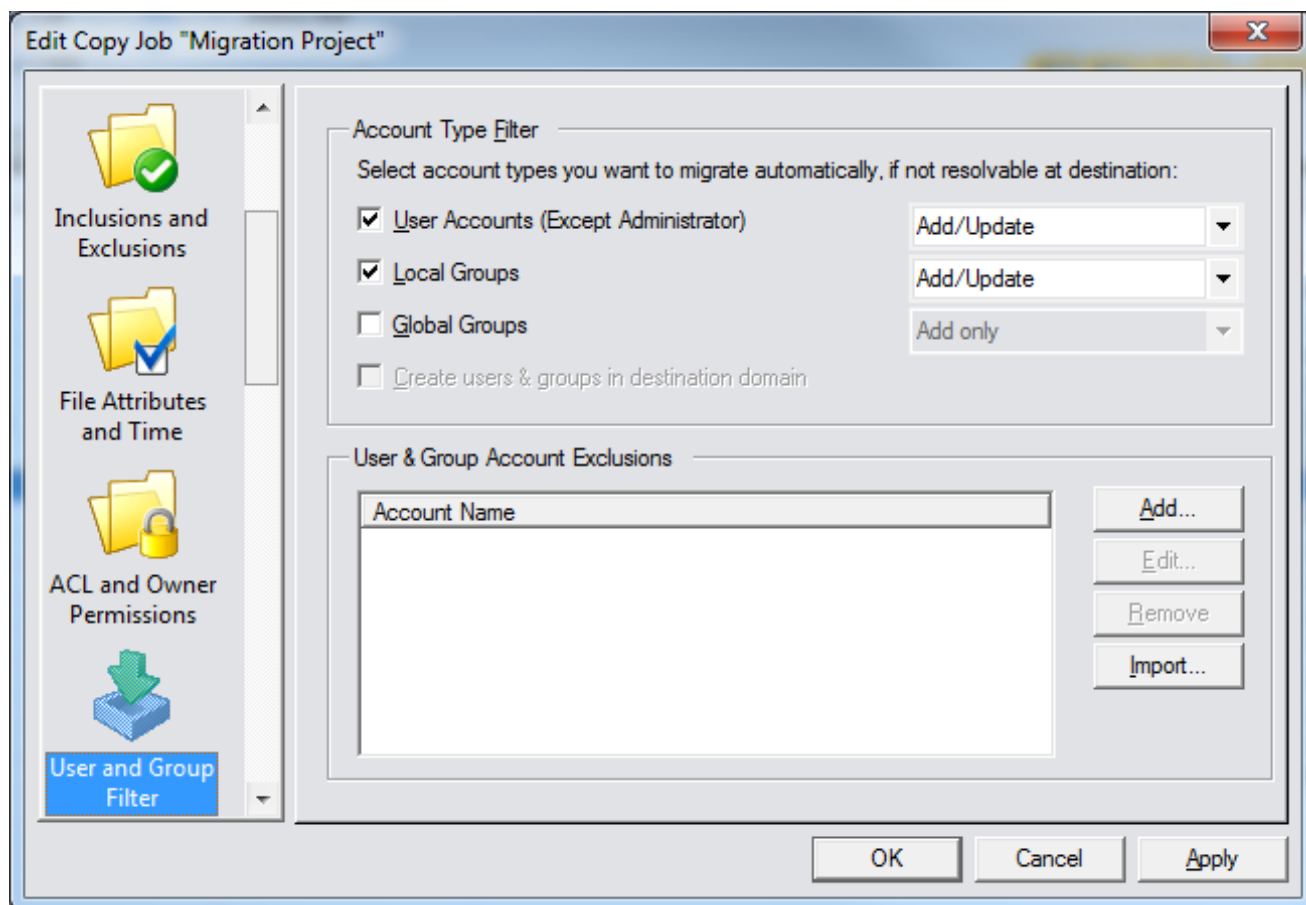 Edit Copy Job "Migration Project"
Inclusions and
Exclusions
File Attributes
and Time
ACL and Owner
Permissions
User and Group
Filter
Account Type Filter
Select account types you want to migrate automatically, if not resolvable at destination:
User Accounts (Except Administrator)
Add/Update
Local Groups
Add/Update
Global Groups
Add only
Create users & groups in destination domain
User & Group Account Exclusions
Account Name
Add...
Edit...
Remove
Import...
OK
Cancel
Apply